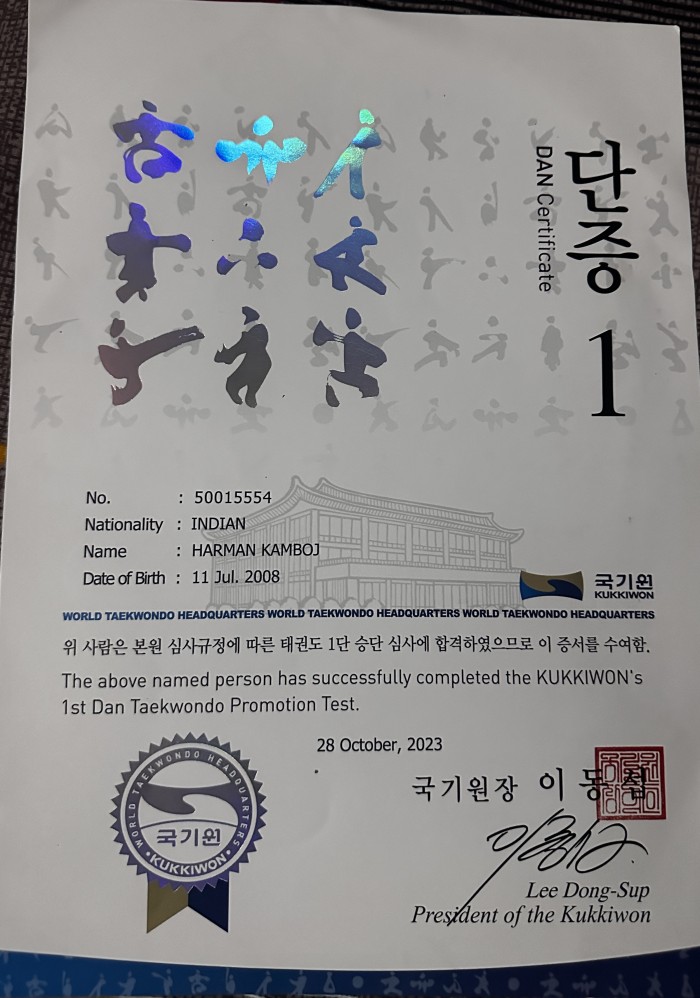 단증
DAN Certificate
1
No. : 50015554
Nationality : INDIAN
Name : HARMAN KAMBOJ
Date of Birth : 11 Jul. 2008
국기원
KUKKIWON
WORLD TAEKWONDO HEADQUARTERS WORLD TAEKWONDO HEADQUARTERS WORLD TAEKWONDO HEADQUARTERS
위 사람은 본원 심사규정에 따른 태권도 1단 승단 심사에 합격하였으므로 이 증서를 수여함.
The above named person has successfully completed the KUKKIWON's
1st Dan Taekwondo Promotion Test.
28 October, 2023
WORLD TAEKWONDO HEADQUARTERS
국기원
KUKKIWON
국기원장 이동섭
Lee Dong-Sup
President of the Kukkiwon